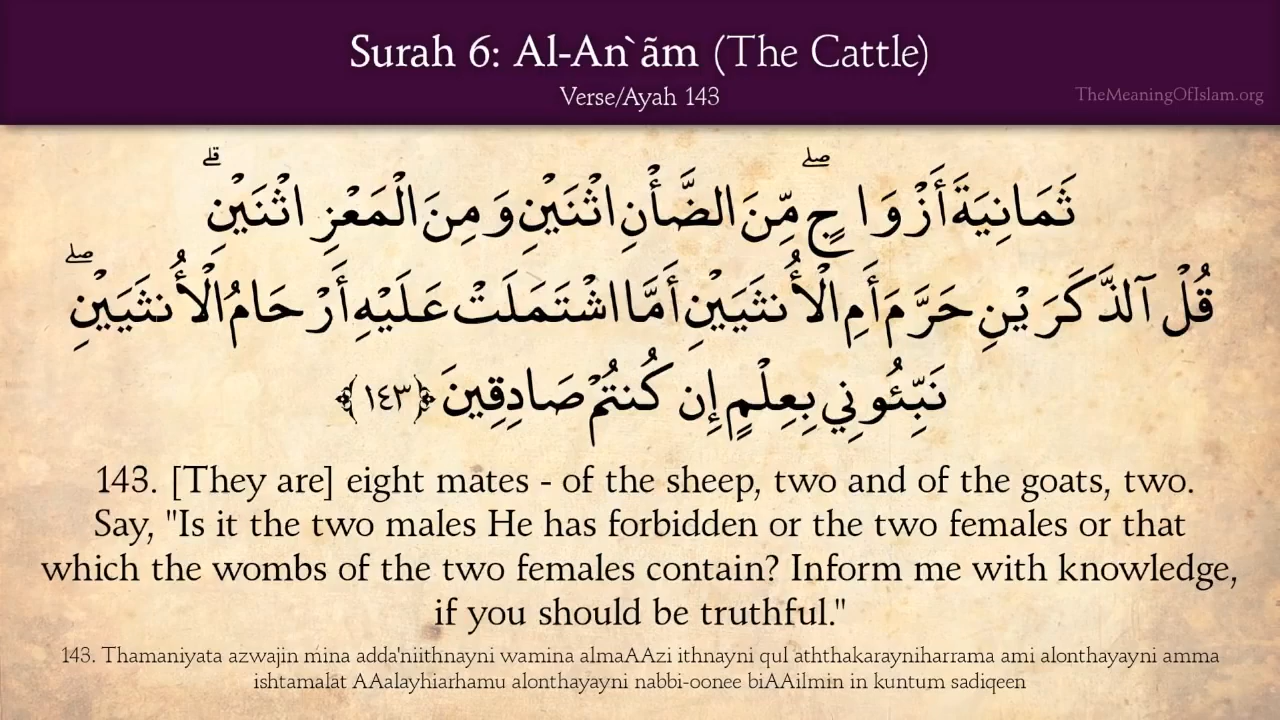 Surah 6: Al-An`ãm (The Cattle)
Verse/Ayah 143
TheMeaningOfIslam.org
ثَمَانِيَةَ أَزْوَاجٍ ۖ مِّنَ الضَّأْنِ اثْنَيْنِ وَمِنَ الْمَعْزِ اثْنَيْنِ ۗ
قُلْ آلذَّكَرَيْنِ حَرَّمَ أَمِ الْأُنثَيَيْنِ أَمَّا اشْتَمَلَتْ عَلَيْهِ أَرْحَامُ الْأُنثَيَيْنِ ۖ
نَبِّئُونِي بِعِلْمٍ إِن كُنتُمْ صَادِقِينَ ﴿١٤٣﴾
143. [They are] eight mates - of the sheep, two and of the goats, two.
Say, "Is it the two males He has forbidden or the two females or that
which the wombs of the two females contain? Inform me with knowledge,
if you should be truthful."
143. Thamaniyata azwajin mina adda'niithnayni wamina almaAAzi ithnayni qul aththakarayniharrama ami alonthayayni amma
ishtamalat AAalayhiarhamu alonthayayni nabbi-oonee biAAilmin in kuntum sadiqeen